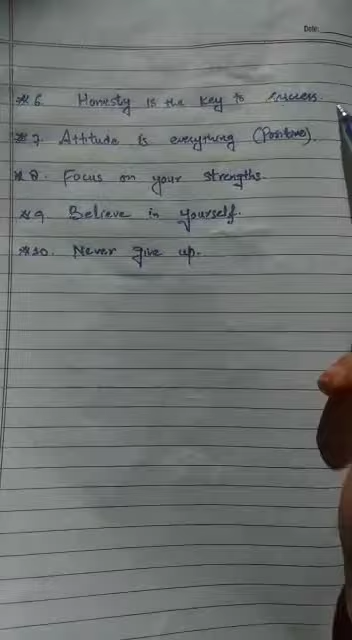 Date:
*6. Honesty is the key to success.
*7. Attitude is everything (Positive).
*8. Focus on your strengths.
*9 Believe in yourself.
*10. Never give up.